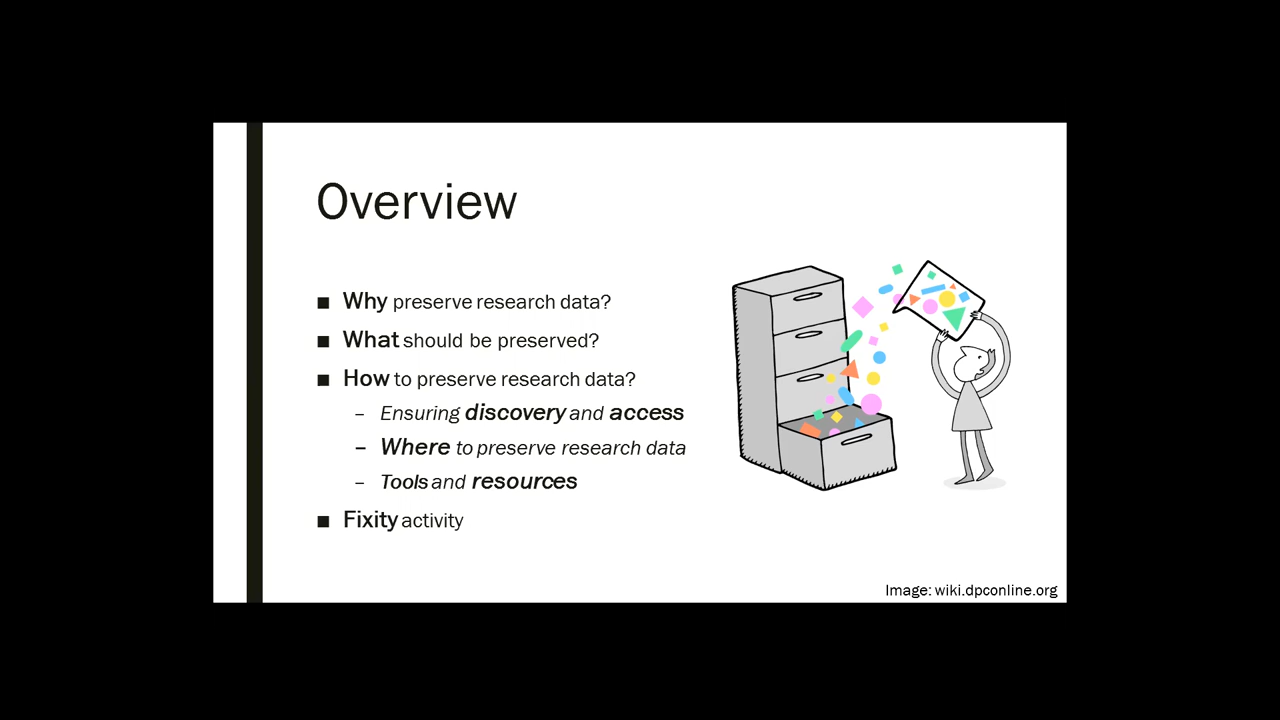 Overview
■ Why preserve research data?
■ What should be preserved?
■ How to preserve research data?
– Ensuring discovery and access
– Where to preserve research data
– Tools and resources
■ Fixity activity
Image: wiki.dpconline.org